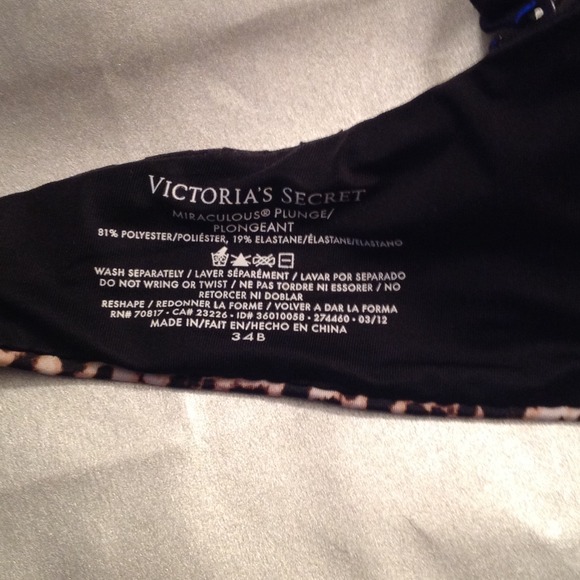 VICTORIA'S SECRET
MIRACULOUS® PLUNGE/
PLONGEANT
81% POLYESTER/POLIÉSTER, 19% ELASTANE/ÉLASTANE/ELASTANO
WASH SEPARATELY / LAVER SÉPARÉMENT / LAVAR POR SEPARADO
DO NOT WRING OR TWIST / NE PAS TORDRE NI ESSORER / NO
RETORCER NI DOBLAR
RESHAPE / REDONNER LA FORME / VOLVER A DAR LA FORMA
RN# 70817 • CA# 23226 • ID# 36010058 • 274460 • 03/12
MADE IN/FAIT EN/HECHO EN CHINA
34B